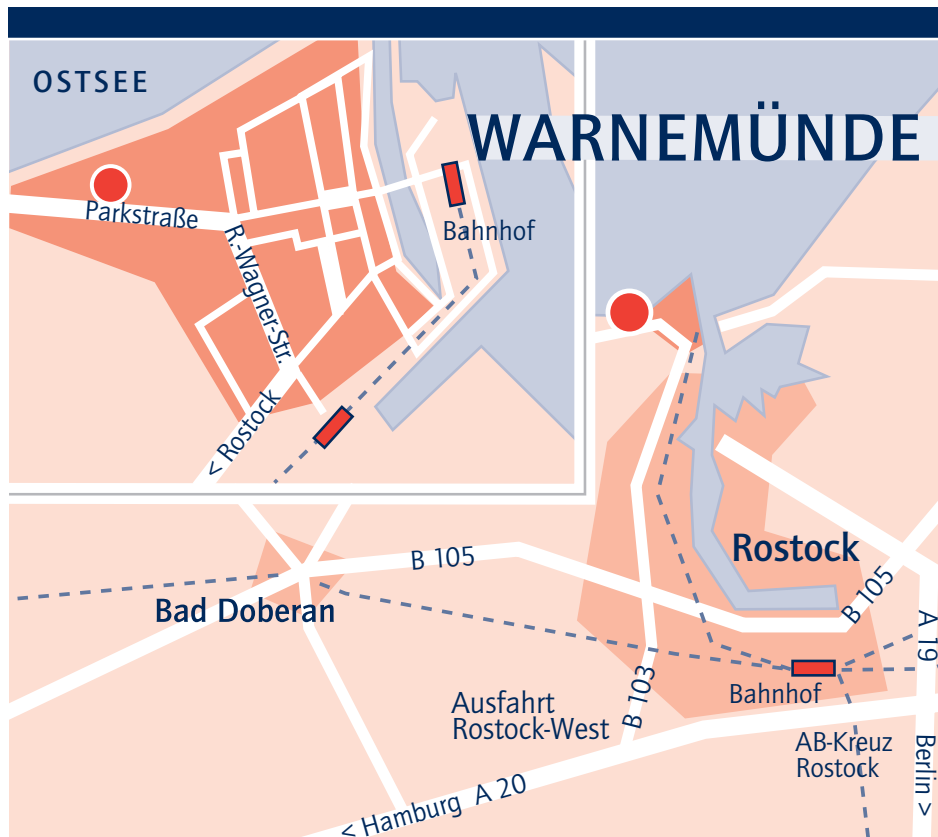 OSTSEE
WARNEMÜNDE
Parkstraße
Bahnhof
R.-Wagner-Str.
< Rostock
Rostock
B 105
B 105
Bad Doberan
A 19
B 103
Bahnhof
Ausfahrt
Rostock-West
AB-Kreuz
Rostock
Berlin >
< Hamburg A 20